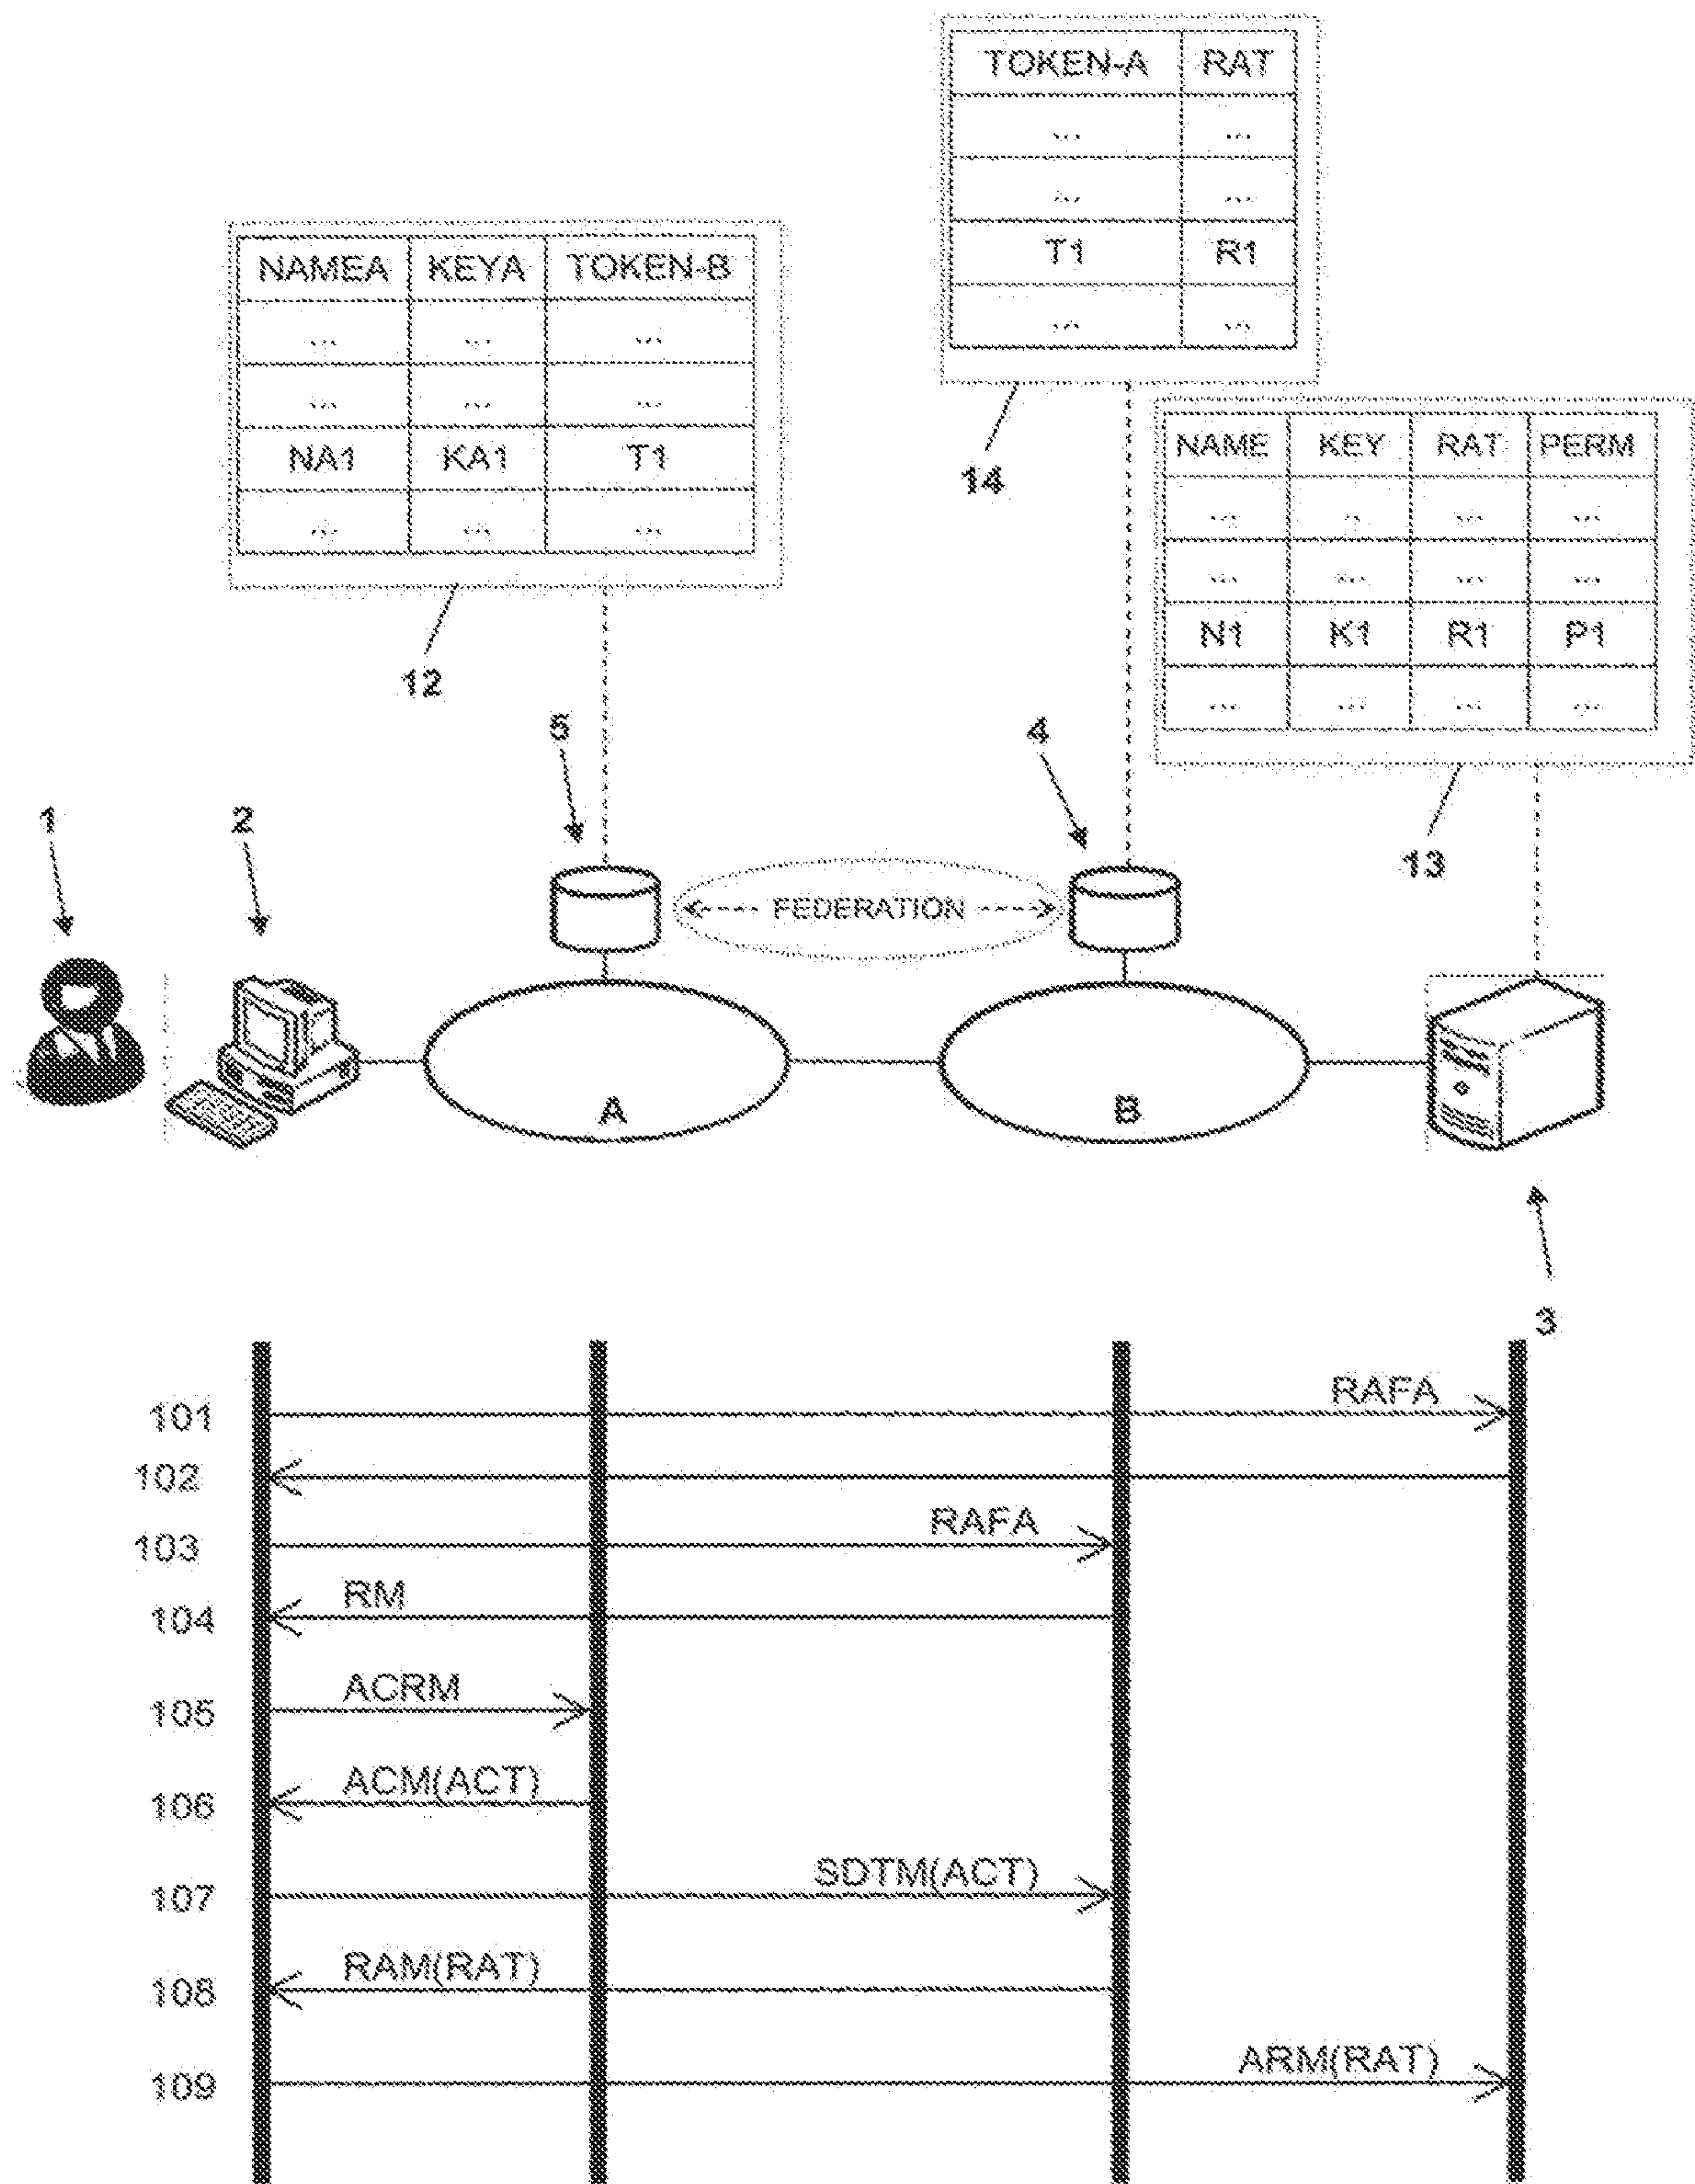 TOKEN-A RAT
... ...
... ...
T1 R1
... ...
14
NAMEA KEYA TOKEN-B
... ... ...
... ... ...
NA1 KA1 T1
... ... ...
12
NAME KEY RAT PERM
... ... ... ...
... ... ... ...
N1 K1 R1 P1
... ... ... ...
13
5
4
1
2
FEDERATION
A
B
3
101 RAFA
102
103 RAFA
104 RM
105 ACRM
106 ACM(ACT)
107 SDTM(ACT)
108 RAM(RAT)
109 ARM(RAT)